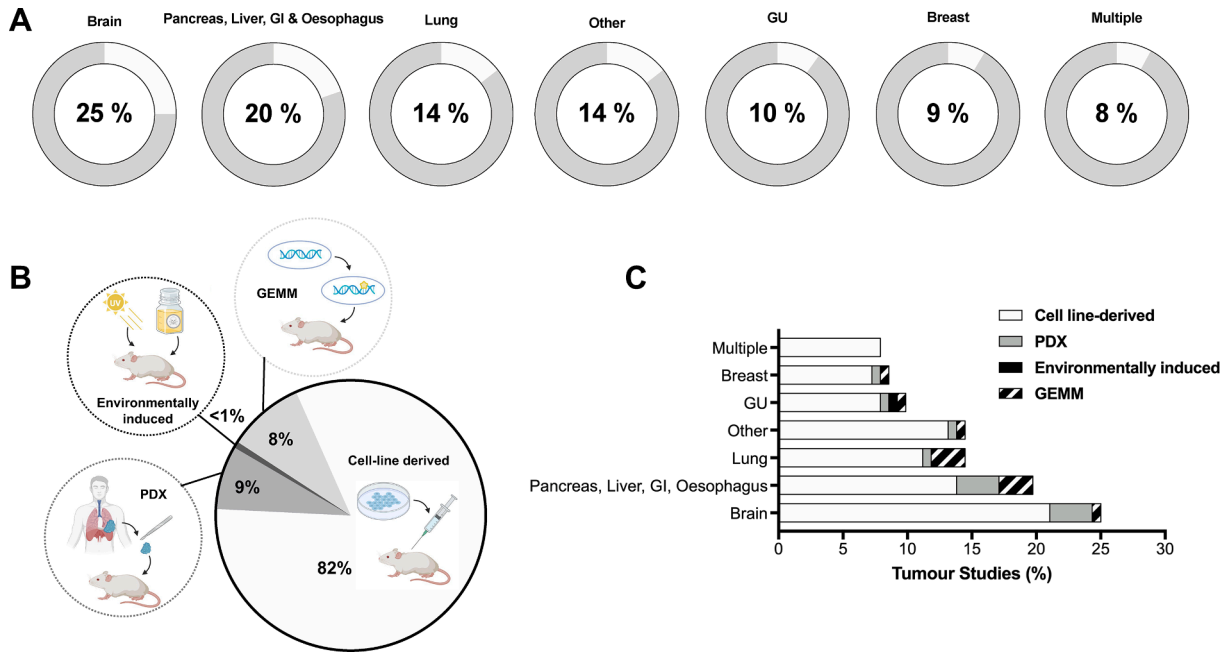 A
Brain
Pancreas, Liver, GI & Oesophagus
Lung
Other
GU
Breast
Multiple
25 %
20 %
14 %
14 %
10 %
9 %
8 %
B
GEMM
UV
Environmentally
induced
<1%
8%
9%
PDX
Cell-line derived
82%
C
Cell line-derived
PDX
Environmentally induced
GEMM
Multiple
Breast
GU
Other
Lung
Pancreas, Liver, GI, Oesophagus
Brain
0 5 10 15 20 25 30
Tumour Studies (%)